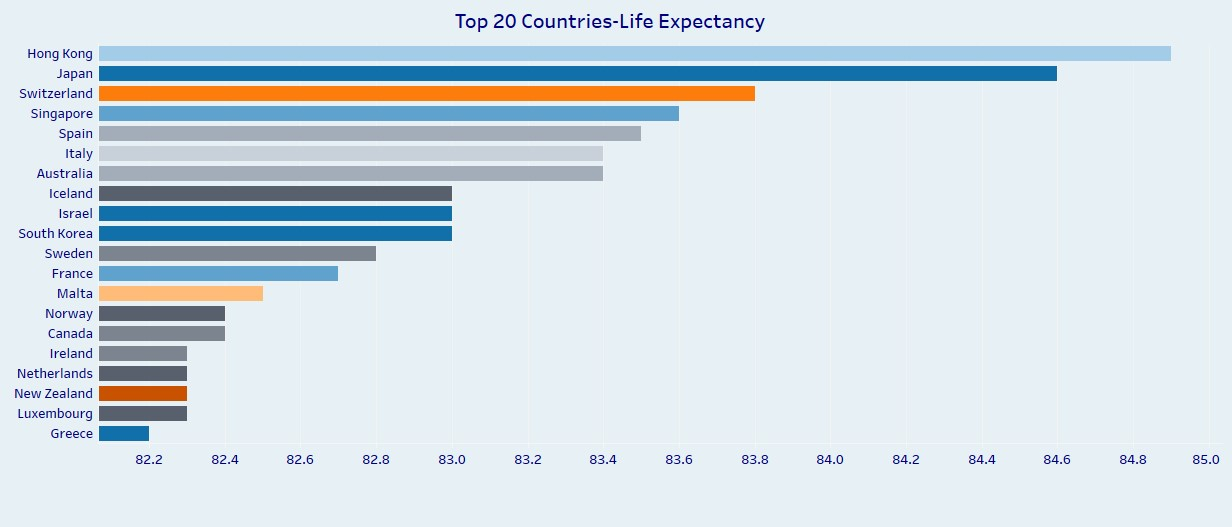 Top 20 Countries-Life Expectancy
Hong Kong
Japan
Switzerland
Singapore
Spain
Italy
Australia
Iceland
Israel
South Korea
Sweden
France
Malta
Norway
Canada
Ireland
Netherlands
New Zealand
Luxembourg
Greece
82.2 82.4 82.6 82.8 83.0 83.2 83.4 83.6 83.8 84.0 84.2 84.4 84.6 84.8 85.0